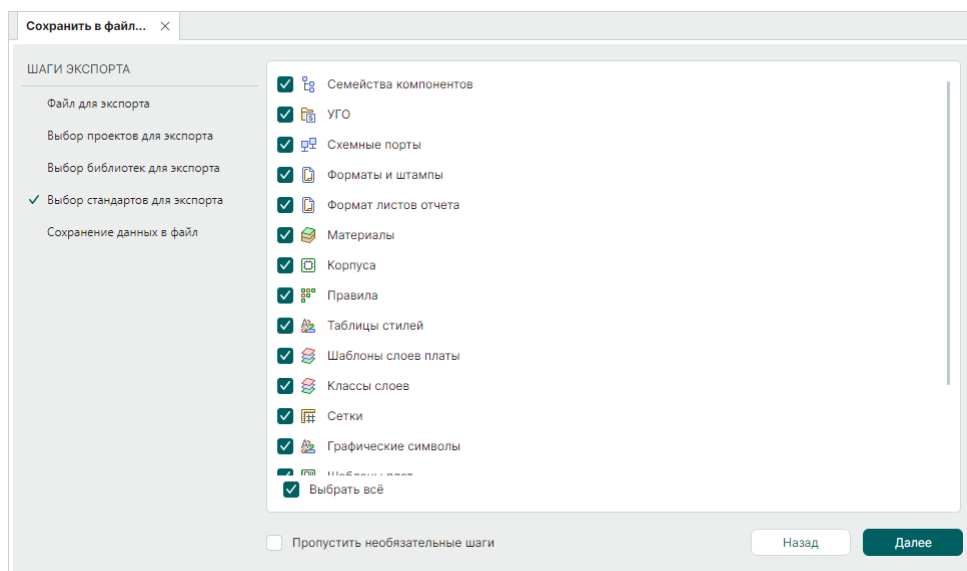 Сохранить в файл...
ШАГИ ЭКСПОРТА
Файл для экспорта
Выбор проектов для экспорта
Выбор библиотек для экспорта
Выбор стандартов для экспорта
Сохранение данных в файл
Семейства компонентов
УГО
Схемные порты
Форматы и штампы
Формат листов отчета
Материалы
Корпуса
Правила
Таблицы стилей
Шаблоны слоев платы
Классы слоев
Сетки
Графические символы
Выбрать всё
Пропустить необязательные шаги
Назад
Далее